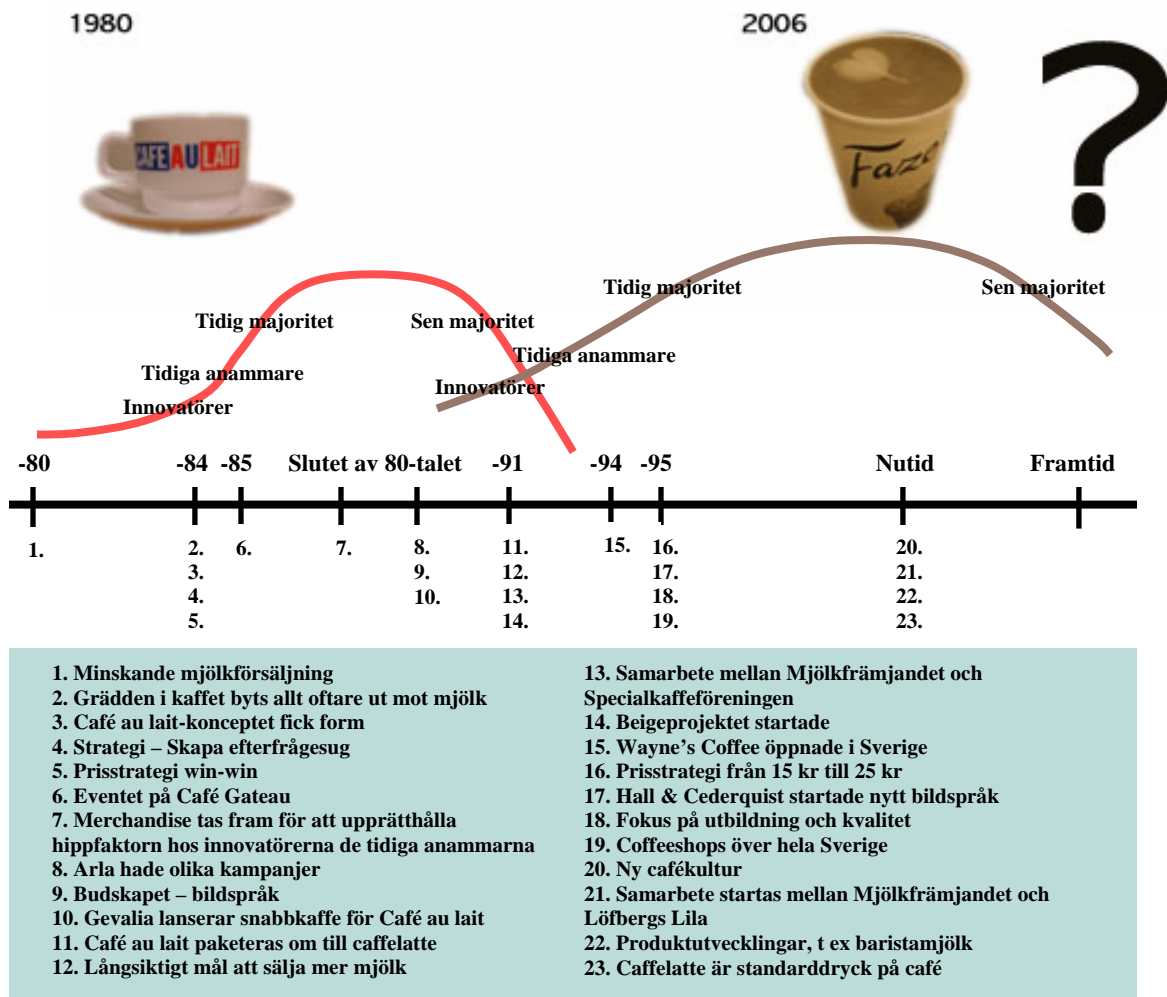 1980
2006
CAFE AU LAIT
Faze
?
Tidig majoritet
Sen majoritet
Tidig majoritet
Sen majoritet
Tidiga anammare
Tidiga anammare
Innovatörer
Innovatörer
-80 -84 -85 Slutet av 80-talet -91 -94 -95 Nutid Framtid
1. 2. 6. 7. 8. 11. 15. 16. 20.
3. 9. 12. 17. 21.
4. 10. 13. 18. 22.
5. 14. 19. 23.
1. Minskande mjölkförsäljning
2. Grädden i kaffet byts allt oftare ut mot mjölk
3. Café au lait-konceptet fick form
4. Strategi – Skapa efterfrågesug
5. Prisstrategi win-win
6. Eventet på Café Gateau
7. Merchandise tas fram för att upprätthålla
hippfaktorn hos innovatörerna de tidiga anammarna
8. Arla hade olika kampanjer
9. Budskapet – bildspråk
10. Gevalia lanserar snabbkaffe för Café au lait
11. Café au lait paketeras om till caffelatte
12. Långsiktigt mål att sälja mer mjölk
13. Samarbete mellan Mjölkfrämjandet och
Specialkaffeföreningen
14. Beigeprojektet startade
15. Wayne’s Coffee öppnade i Sverige
16. Prisstrategi från 15 kr till 25 kr
17. Hall & Cederquist startade nytt bildspråk
18. Fokus på utbildning och kvalitet
19. Coffeeshops över hela Sverige
20. Ny cafékultur
21. Samarbete startas mellan Mjölkfrämjandet och
Löfbergs Lila
22. Produktutvecklingar, t ex baristamjölk
23. Caffelatte är standarddryck på café